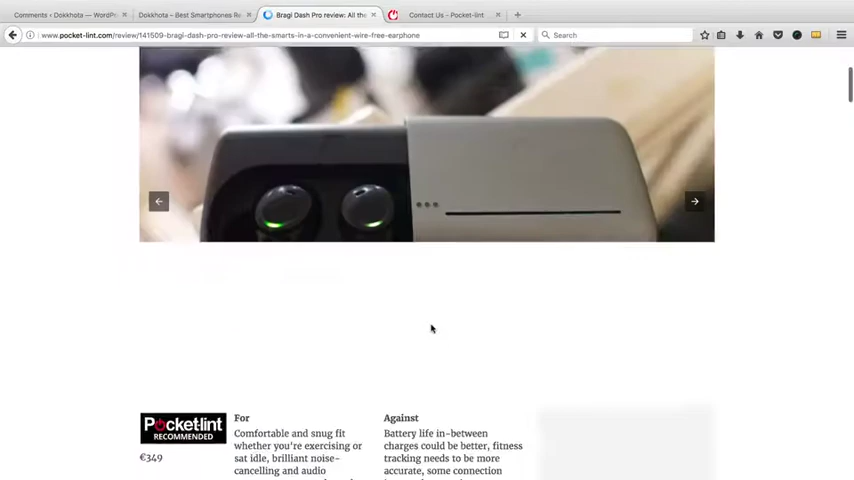 Comments ‹ Dokkhota — WordPr
Dokkhota – Best Smartphones Re
Bragi Dash Pro review: All the
Contact Us - Pocket-lint
www.pocket-lint.com/review/141509-bragi-dash-pro-review-all-the-smarts-in-a-convenient-wire-free-earphone
Search
Pocketlint
RECOMMENDED
€349
For
Comfortable and snug fit
whether you're exercising or
sat idle, brilliant noise-
cancelling and audio
Against
Battery life in-between
charges could be better, fitness
tracking needs to be more
accurate, some connection